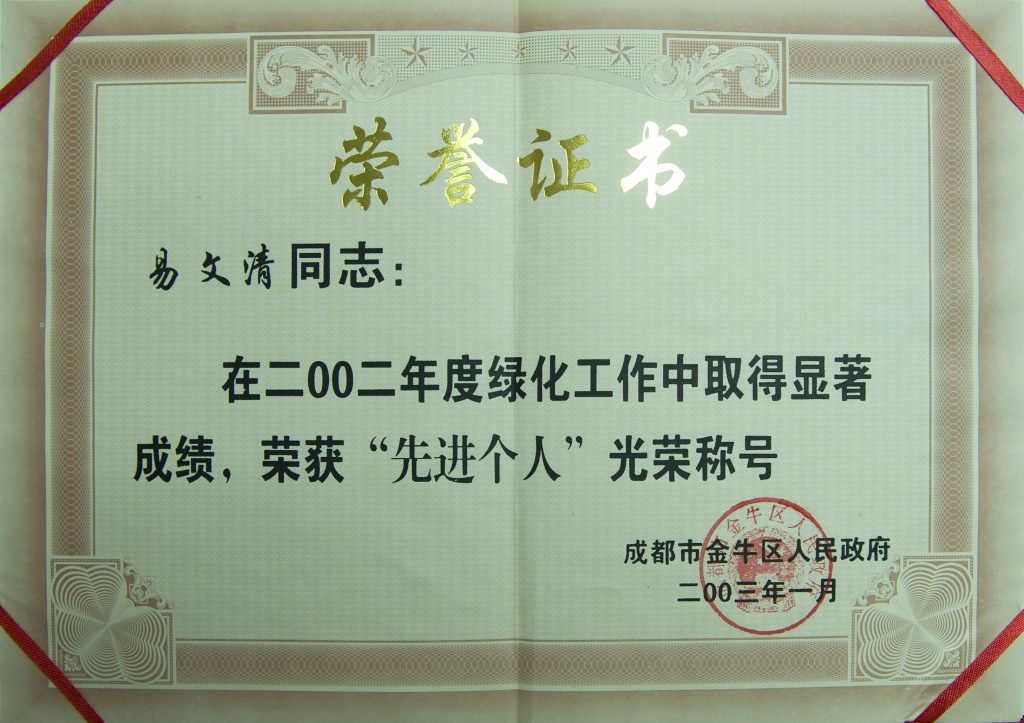 荣誉证书
易文清同志：
在二00二年度绿化工作中取得显著
成绩，荣获“先进个人”光荣称号
成都市金牛区人民政府
二00三年一月